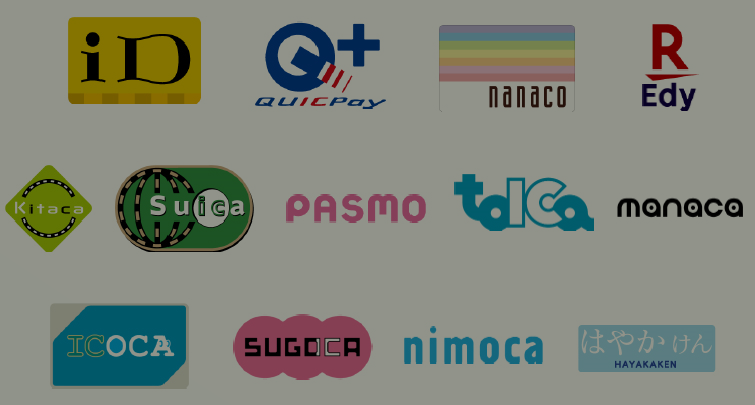 iD
QUICPay
nanaco
R
Edy
Kitaca
Suica
PASMO
toICa
manaca
ICOCA
SUGOCA
nimoca
はやかけん
HAYAKAKEN